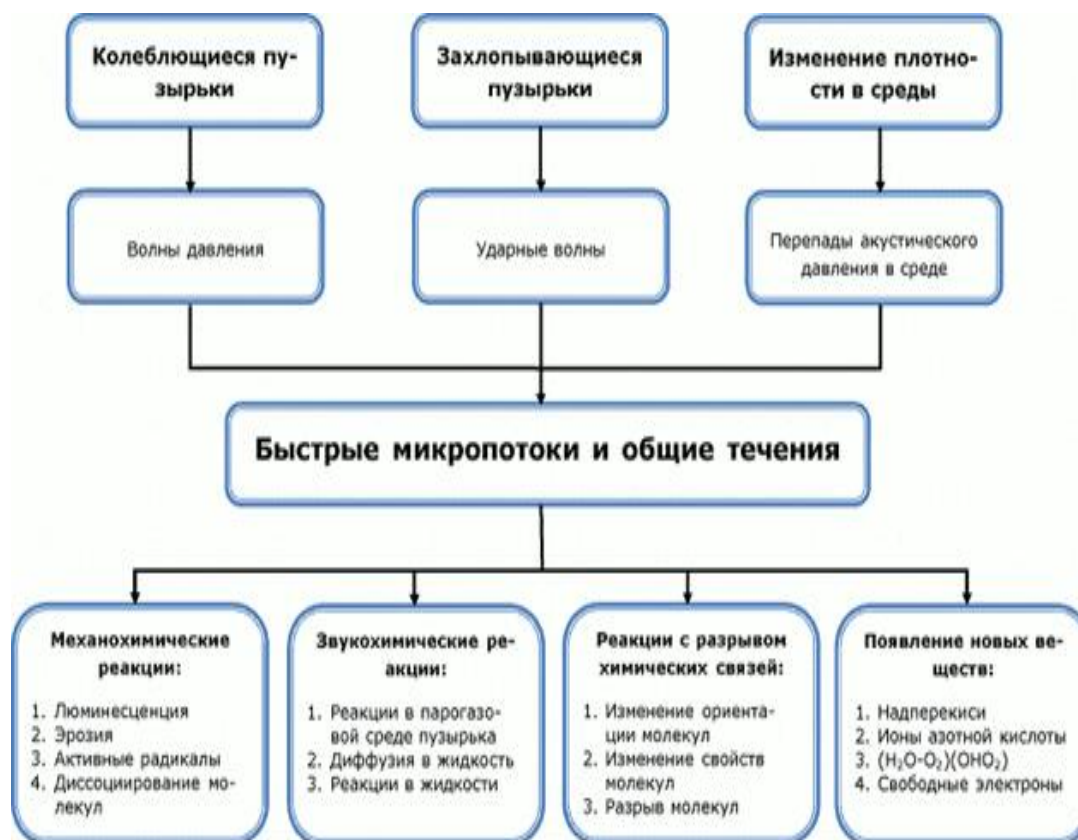 Колеблющиеся пу-
зырьки
Захлопывающиеся
пузырьки
Изменение плотно-
сти в среды
Волны давления
Ударные волны
Перепады акустического
давления в среде
Быстрые микропотоки и общие течения
Механохимические
реакции:
1. Люминесценция
2. Эрозия
3. Активные радикалы
4. Диссоциирование мо-
лекул
Звукохимические ре-
акции:
1. Реакции в парогазо-
вой среде пузырька
2. Диффузия в жидкость
3. Реакции в жидкости
Реакции с разрывом
химических связей:
1. Изменение ориента-
ции молекул
2. Изменение свойств
молекул
3. Разрыв молекул
Появление новых ве-
ществ:
1. Надперекиси
2. Ионы азотной кислоты
3. (H₂O-O₂)(OHO₂)
4. Свободные электроны